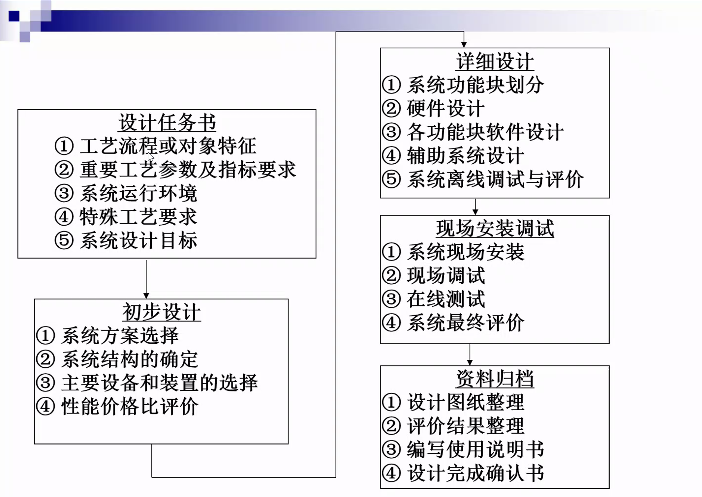 设计任务书
① 工艺流程或对象特征
② 重要工艺参数及指标要求
③ 系统运行环境
④ 特殊工艺要求
⑤ 系统设计目标
初步设计
① 系统方案选择
② 系统结构的确定
③ 主要设备和装置的选择
④ 性能价格比评价
详细设计
① 系统功能块划分
② 硬件设计
③ 各功能块软件设计
④ 辅助系统设计
⑤ 系统离线调试与评价
现场安装调试
① 系统现场安装
② 现场调试
③ 在线测试
④ 系统最终评价
资料归档
① 设计图纸整理
② 评价结果整理
③ 编写使用说明书
④ 设计完成确认书